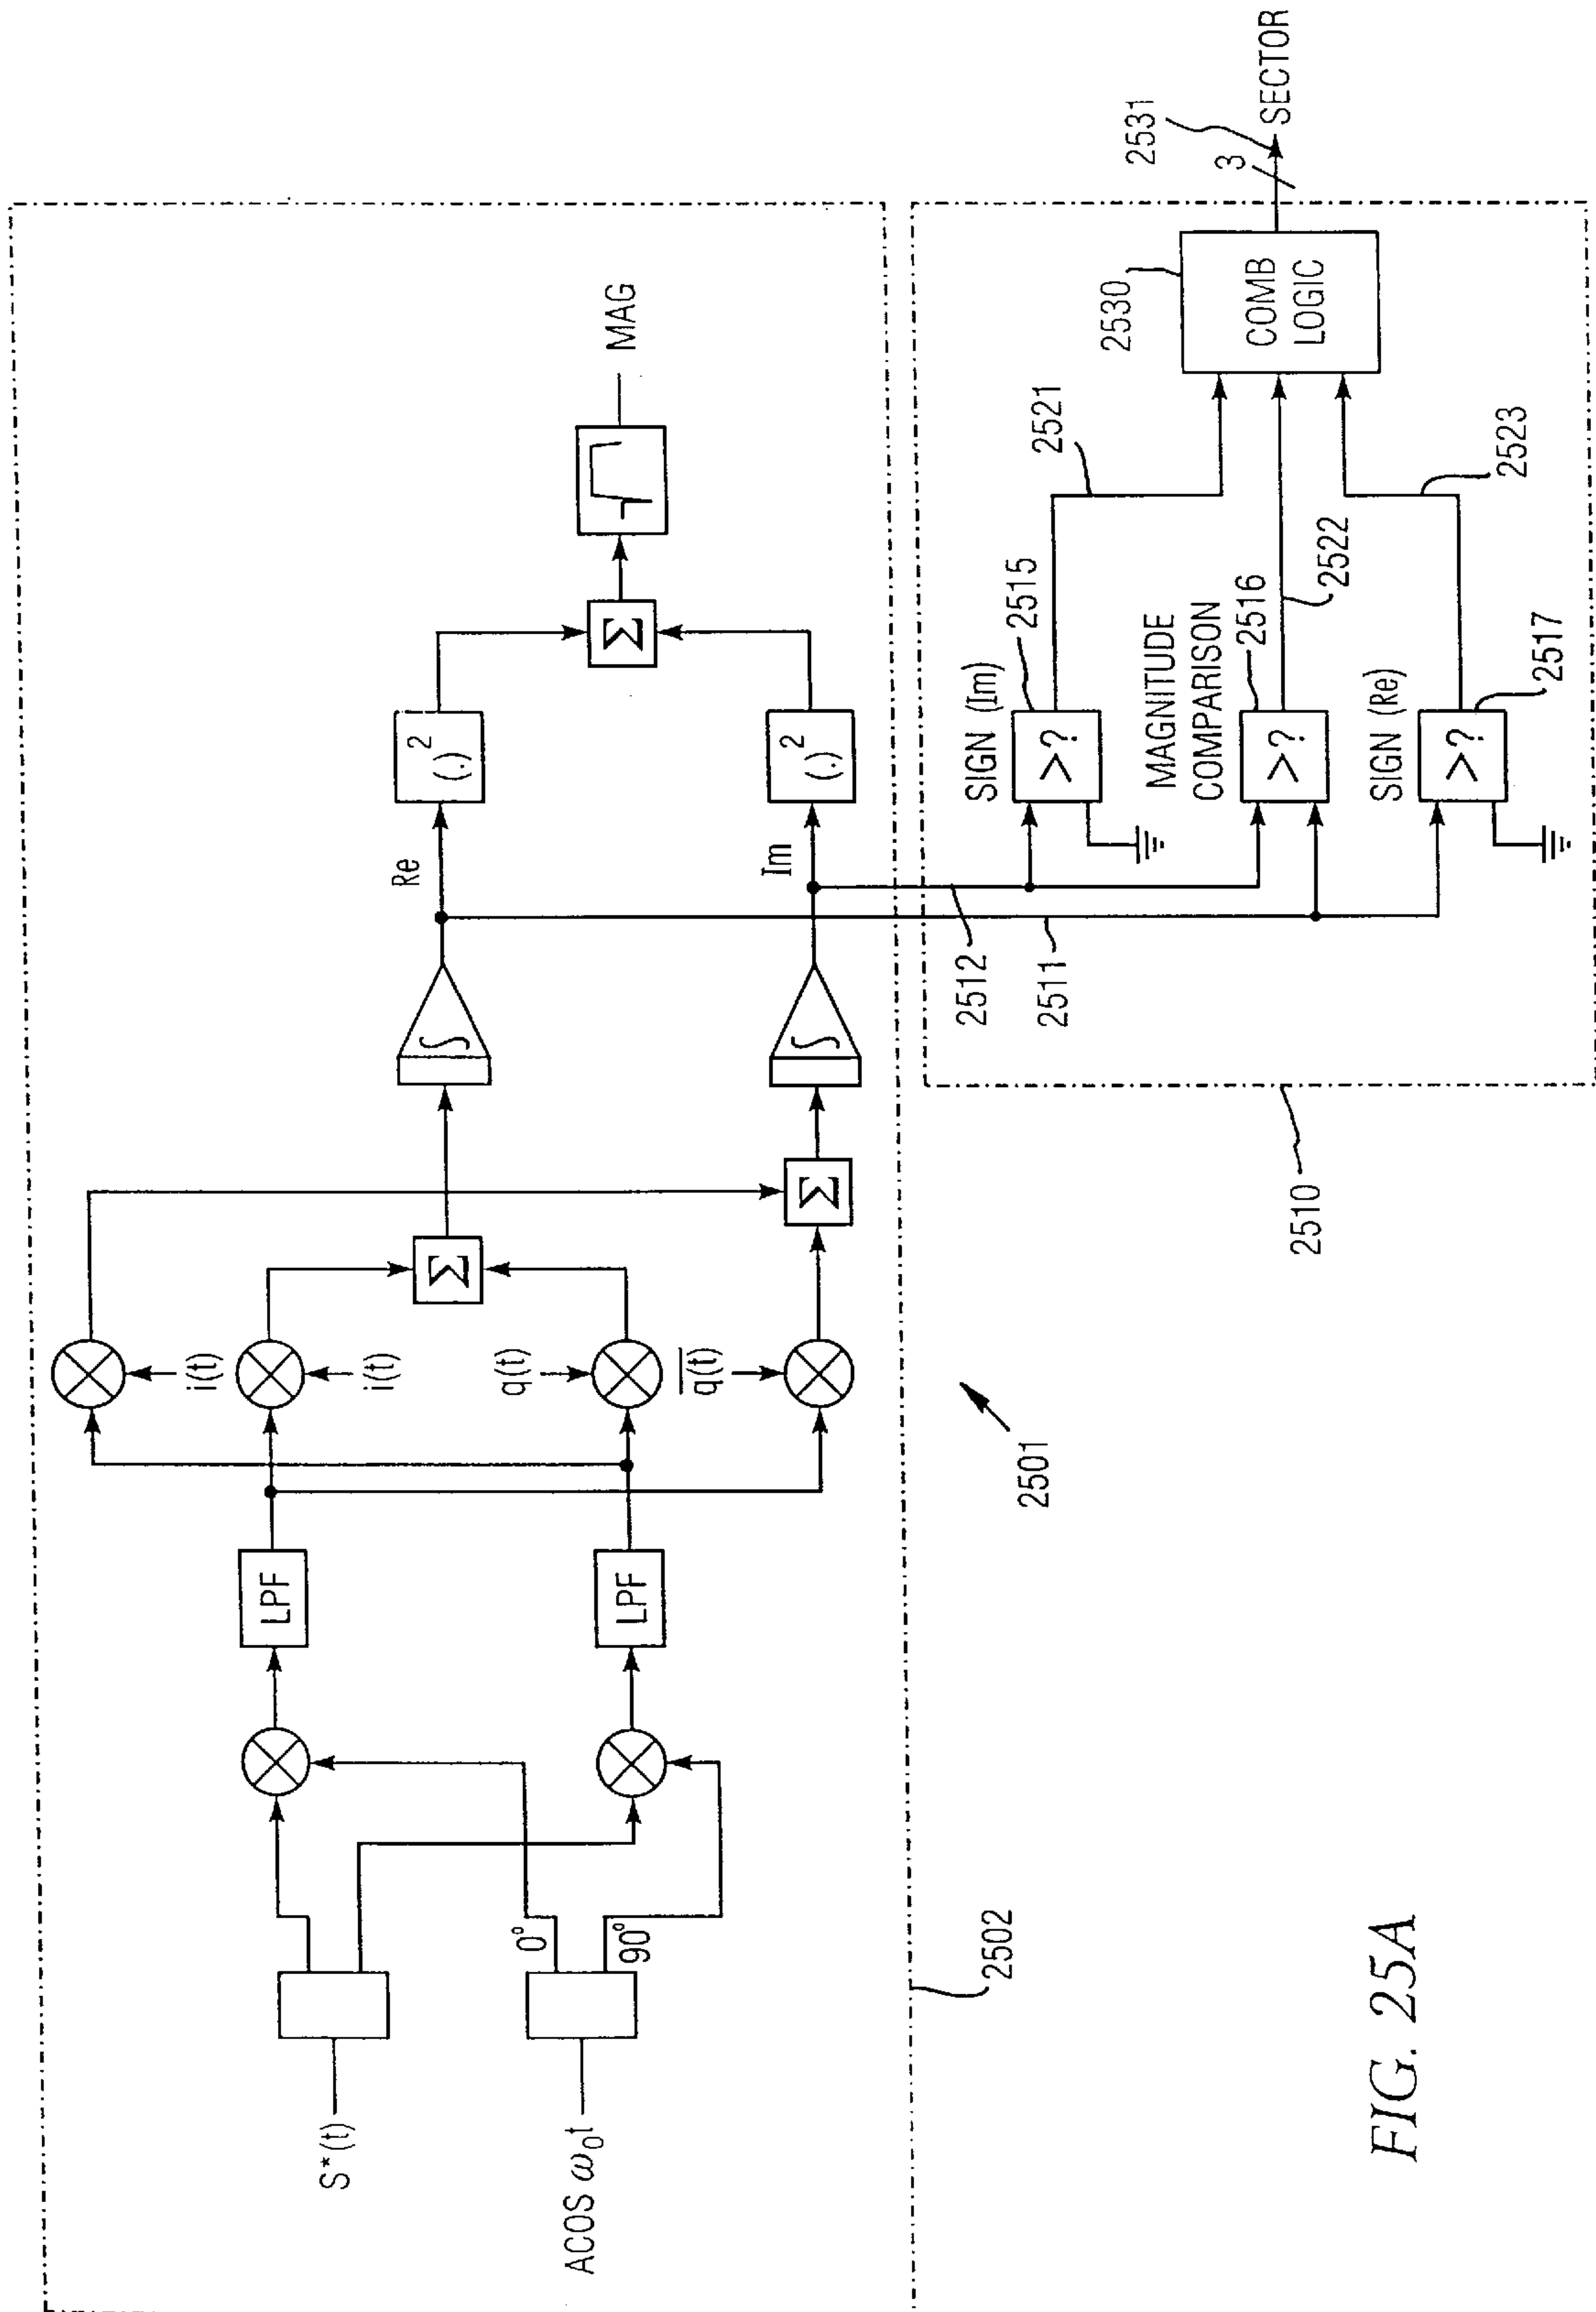 S*(t)
ACOS ω₀t
0°
90°
LPF
LPF
i(t)
i(t)
q(t)
q(t)
Σ
Σ
∫
∫
Re
Im
(.)²
(.)²
Σ
MAG
2502
2501
2510
2512
2511
SIGN (Im)
>?
2515
MAGNITUDE
COMPARISON
>?
2516
SIGN (Re)
>?
2517
2521
2522
2523
2530
COMB
LOGIC
3
2531
SECTOR
FIG. 25A